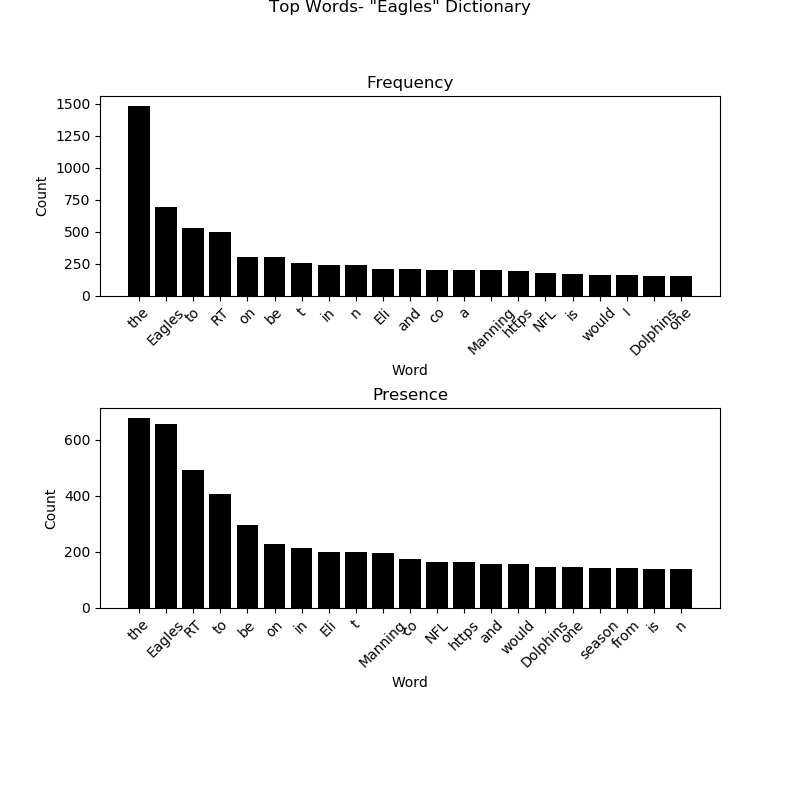 Top Words- "Eagles" Dictionary
Frequency
1500
1250
1000
750
500
250
0
Count
the Eagles to RT on be t in n Eli and co a Manning https NFL is would I Dolphins one
Word
Presence
600
400
200
0
Count
the Eagles RT to be on in Eli t Manning co NFL https and would Dolphins one season from is n
Word